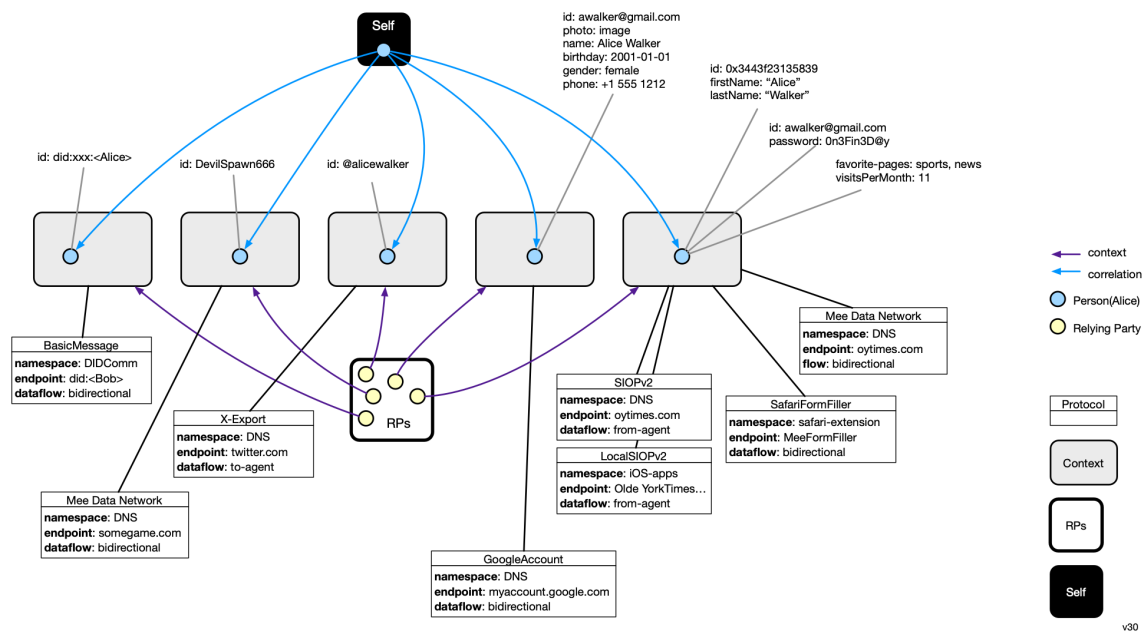 Self
id: awalker@gmail.com
photo: image
name: Alice Walker
birthday: 2001-01-01
gender: female
phone: +1 555 1212
id: 0x3443f23135839
firstName: “Alice”
lastName: “Walker”
id: awalker@gmail.com
password: 0n3Fin3D@y
favorite-pages: sports, news
visitsPerMonth: 11
id: did:xxx:<Alice>
id: DevilSpawn666
id: @alicewalker
context
correlation
Person(Alice)
Relying Party
BasicMessage
namespace: DIDComm
endpoint: did:<Bob>
dataflow: bidirectional
Mee Data Network
namespace: DNS
endpoint: oytimes.com
flow: bidirectional
RPs
X-Export
namespace: DNS
endpoint: twitter.com
dataflow: to-agent
SIOPv2
namespace: DNS
endpoint: oytimes.com
dataflow: from-agent
SafariFormFiller
namespace: safari-extension
endpoint: MeeFormFiller
dataflow: bidirectional
LocalSIOPv2
namespace: iOS-apps
endpoint: Olde YorkTimes…
dataflow: from-agent
Mee Data Network
namespace: DNS
endpoint: somegame.com
dataflow: bidirectional
GoogleAccount
namespace: DNS
endpoint: myaccount.google.com
dataflow: bidirectional
Protocol
Context
RPs
Self
v30